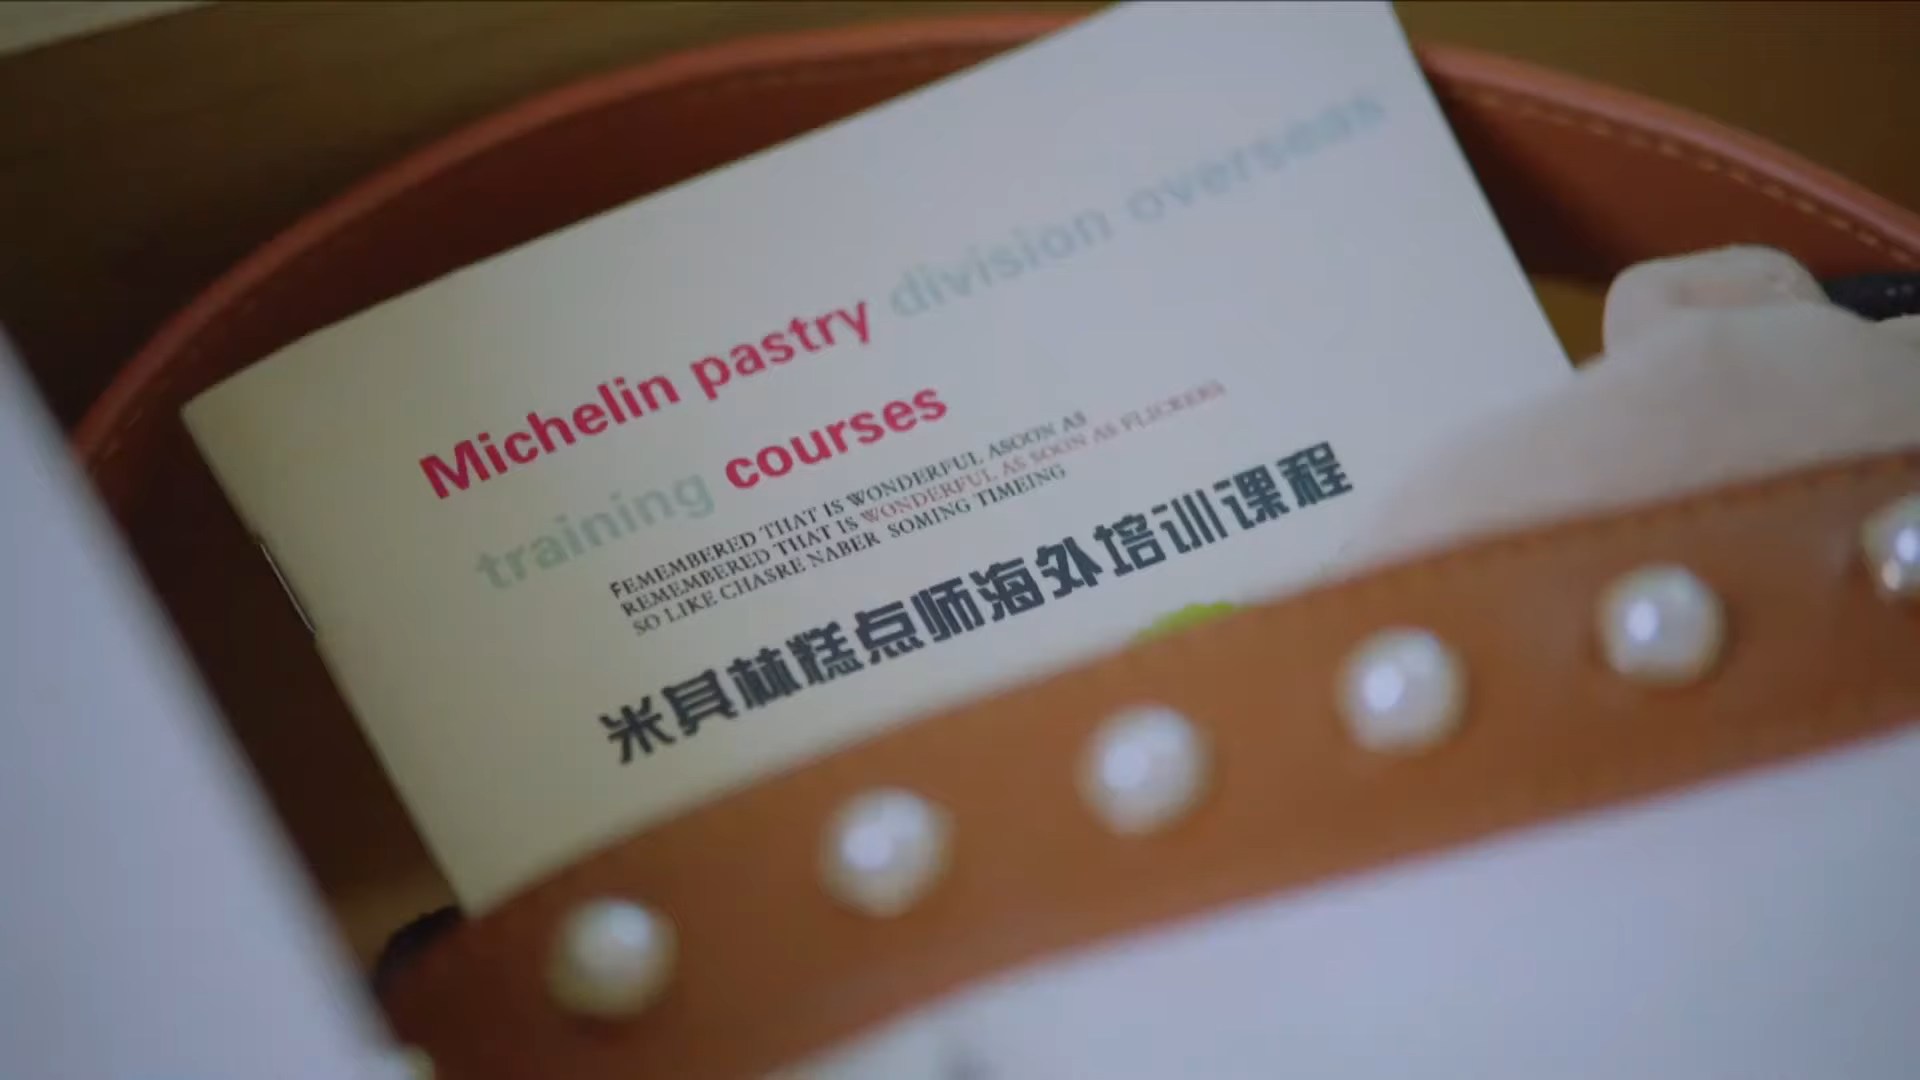 Michelin pastry division overseas
training courses
FEMEMBERED THAT IS WONDERFUL ASOON AS
REMEMBERED THAT IS WONDERFUL AS SOON AS FLICKERI
SO LIKE CHASRE NABER SOMING TIMEING
米其林糕点师海外培训课程